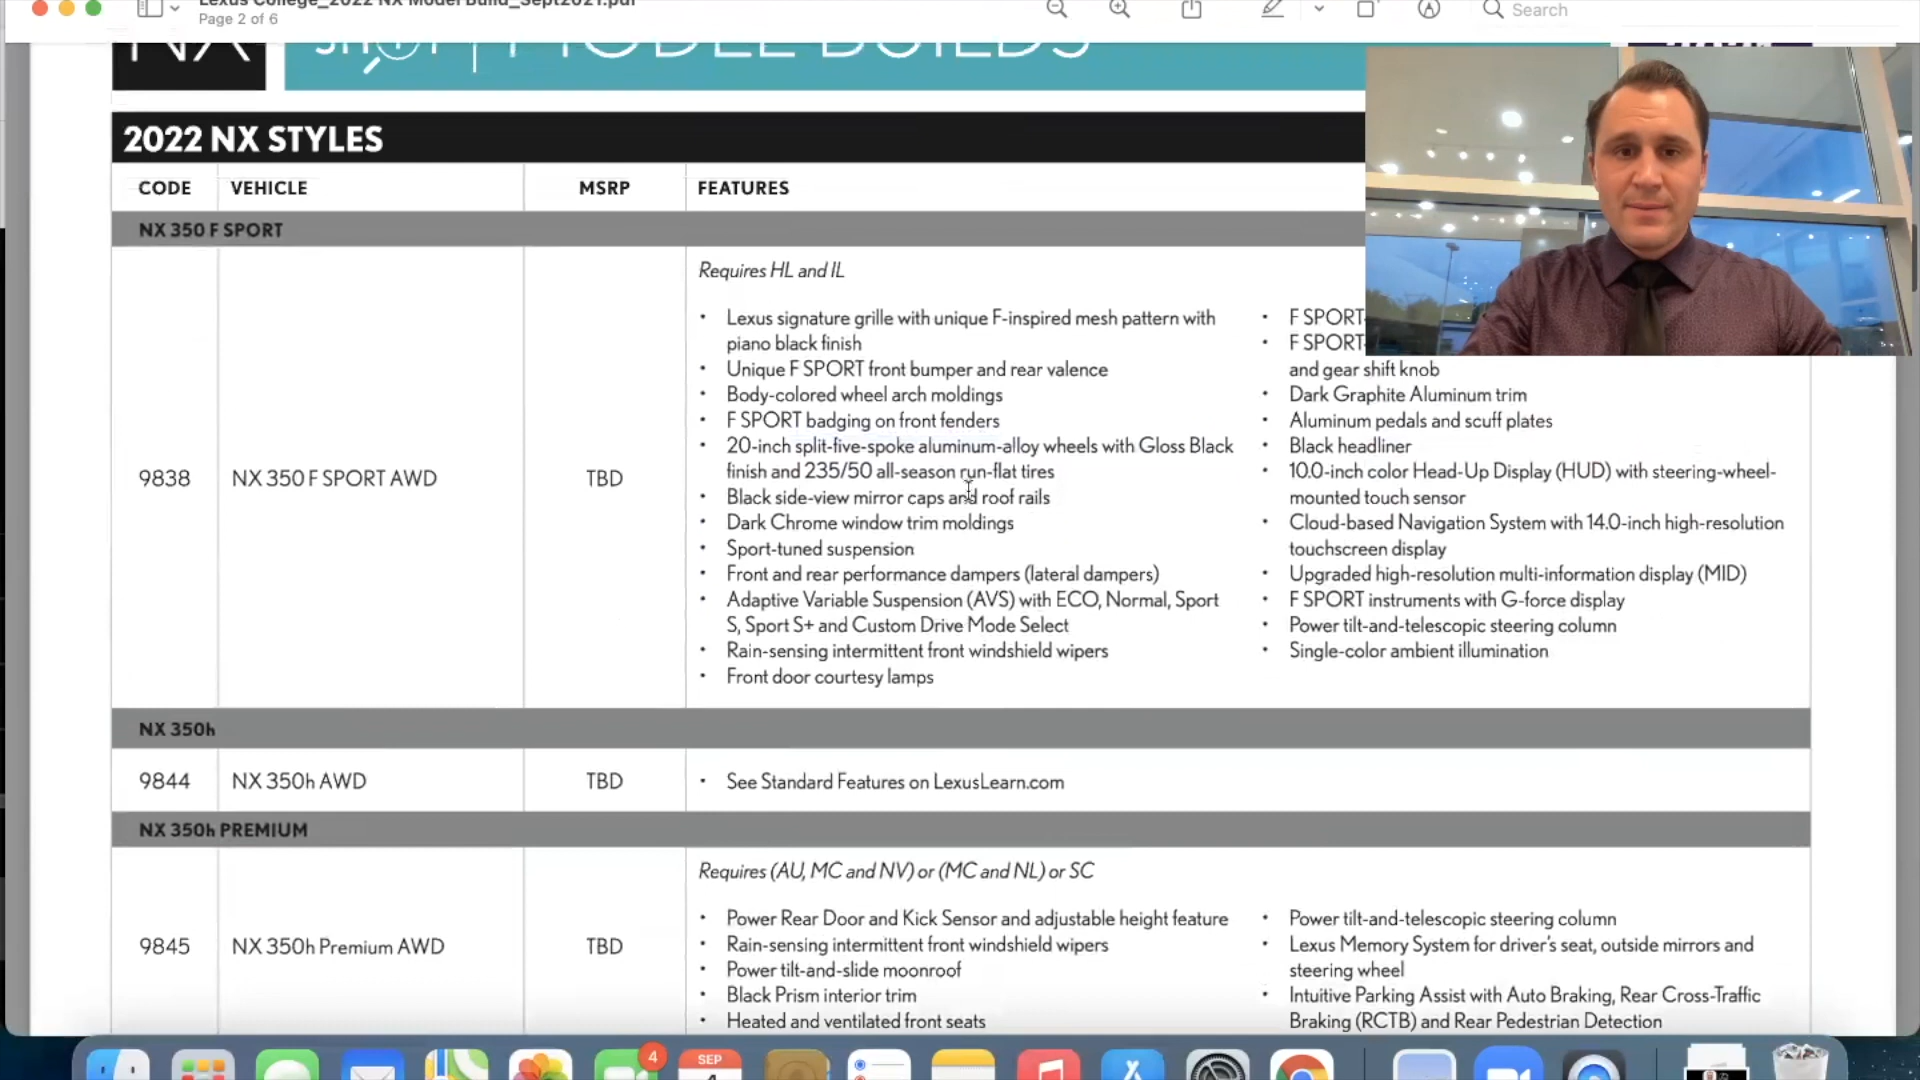 Lexus College_2022 NX Model Build_Sept2021.pdf
Page 2 of 6
Search
NX
MODEL BUILDS
2022 NX STYLES
CODE VEHICLE MSRP FEATURES
NX 350 F SPORT
9838 NX 350 F SPORT AWD TBD
Requires HL and IL
• Lexus signature grille with unique F-inspired mesh pattern with
piano black finish
• Unique F SPORT front bumper and rear valence
• Body-colored wheel arch moldings
• F SPORT badging on front fenders
• 20-inch split-five-spoke aluminum-alloy wheels with Gloss Black
finish and 235/50 all-season run-flat tires
• Black side-view mirror caps and roof rails
• Dark Chrome window trim moldings
• Sport-tuned suspension
• Front and rear performance dampers (lateral dampers)
• Adaptive Variable Suspension (AVS) with ECO, Normal, Sport
S, Sport S+ and Custom Drive Mode Select
• Rain-sensing intermittent front windshield wipers
• Front door courtesy lamps
• F SPORT-
• F SPORT-
and gear shift knob
• Dark Graphite Aluminum trim
• Aluminum pedals and scuff plates
• Black headliner
• 10.0-inch color Head-Up Display (HUD) with steering-wheel-
mounted touch sensor
• Cloud-based Navigation System with 14.0-inch high-resolution
touchscreen display
• Upgraded high-resolution multi-information display (MID)
• F SPORT instruments with G-force display
• Power tilt-and-telescopic steering column
• Single-color ambient illumination
NX 350h
9844 NX 350h AWD TBD • See Standard Features on LexusLearn.com
NX 350h PREMIUM
9845 NX 350h Premium AWD TBD
Requires (AU, MC and NV) or (MC and NL) or SC
• Power Rear Door and Kick Sensor and adjustable height feature
• Rain-sensing intermittent front windshield wipers
• Power tilt-and-slide moonroof
• Black Prism interior trim
• Heated and ventilated front seats
• Power tilt-and-telescopic steering column
• Lexus Memory System for driver's seat, outside mirrors and
steering wheel
• Intuitive Parking Assist with Auto Braking, Rear Cross-Traffic
Braking (RCTB) and Rear Pedestrian Detection
4
SEP